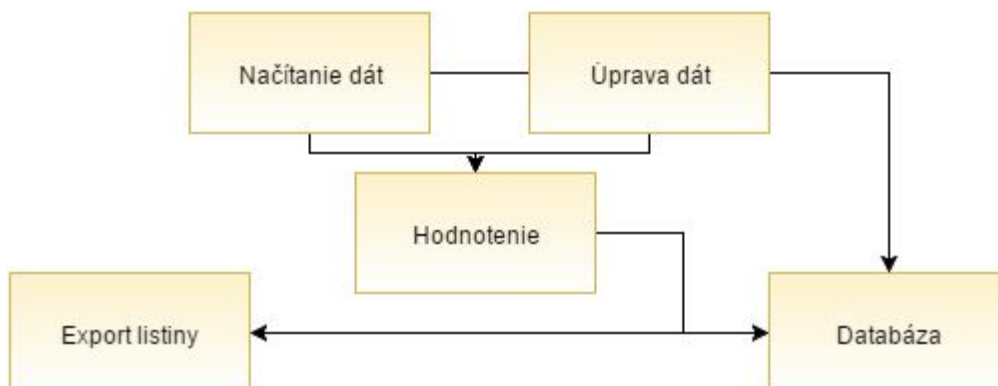 Načítanie dát
Úprava dát
Hodnotenie
Export listiny
Databáza